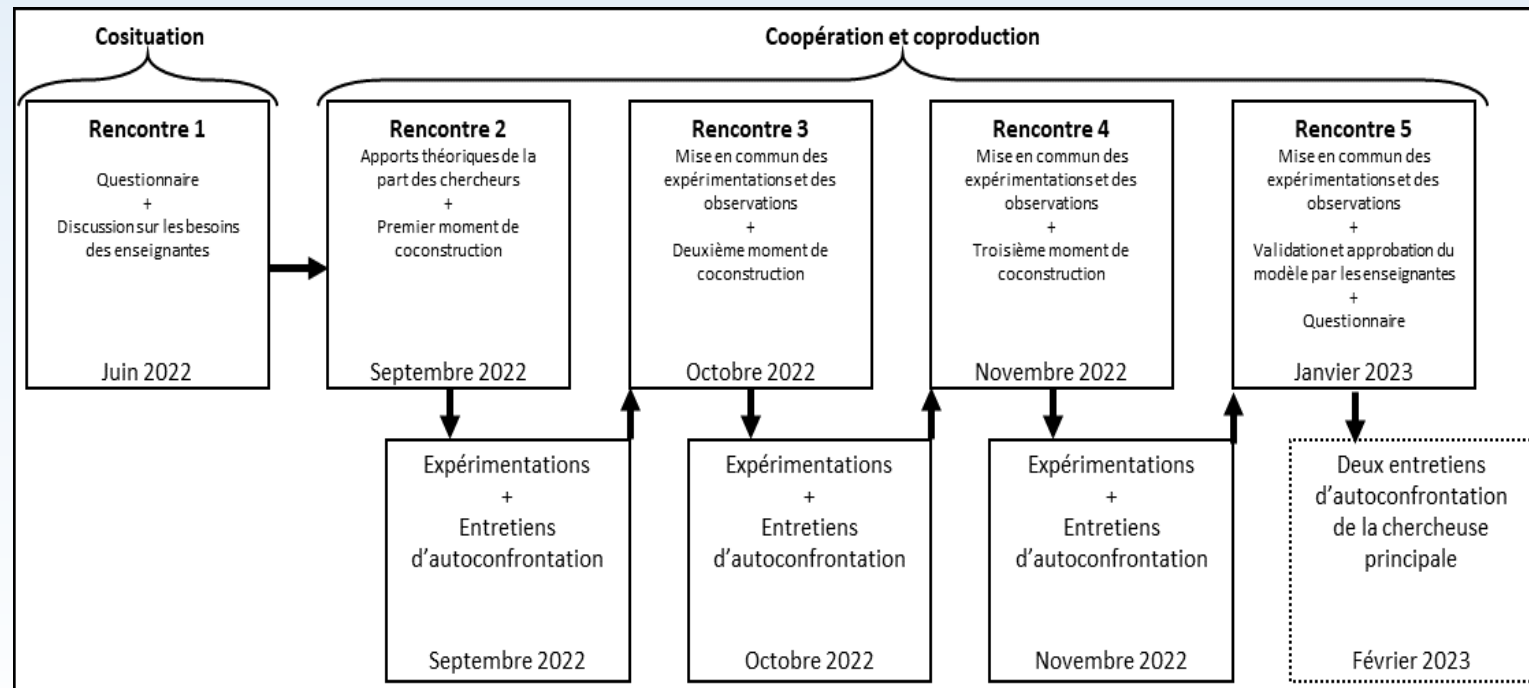 Cosituation
Coopération et coproduction
Rencontre 1
Questionnaire
+
Discussion sur les besoins
des enseignantes
Juin 2022
Rencontre 2
Apports théoriques de la
part des chercheurs
+
Premier moment de
coconstruction
Septembre 2022
Rencontre 3
Mise en commun des
expérimentations et des
observations
+
Deuxième moment de
coconstruction
Octobre 2022
Rencontre 4
Mise en commun des
expérimentations et des
observations
+
Troisième moment de
coconstruction
Novembre 2022
Rencontre 5
Mise en commun des
expérimentations et des
observations
+
Validation et approbation du
modèle par les enseignantes
+
Questionnaire
Janvier 2023
Expérimentations
+
Entretiens
d'autoconfrontation
Septembre 2022
Expérimentations
+
Entretiens
d'autoconfrontation
Octobre 2022
Expérimentations
+
Entretiens
d'autoconfrontation
Novembre 2022
Deux entretiens
d'autoconfrontation
de la chercheuse
principale
Février 2023